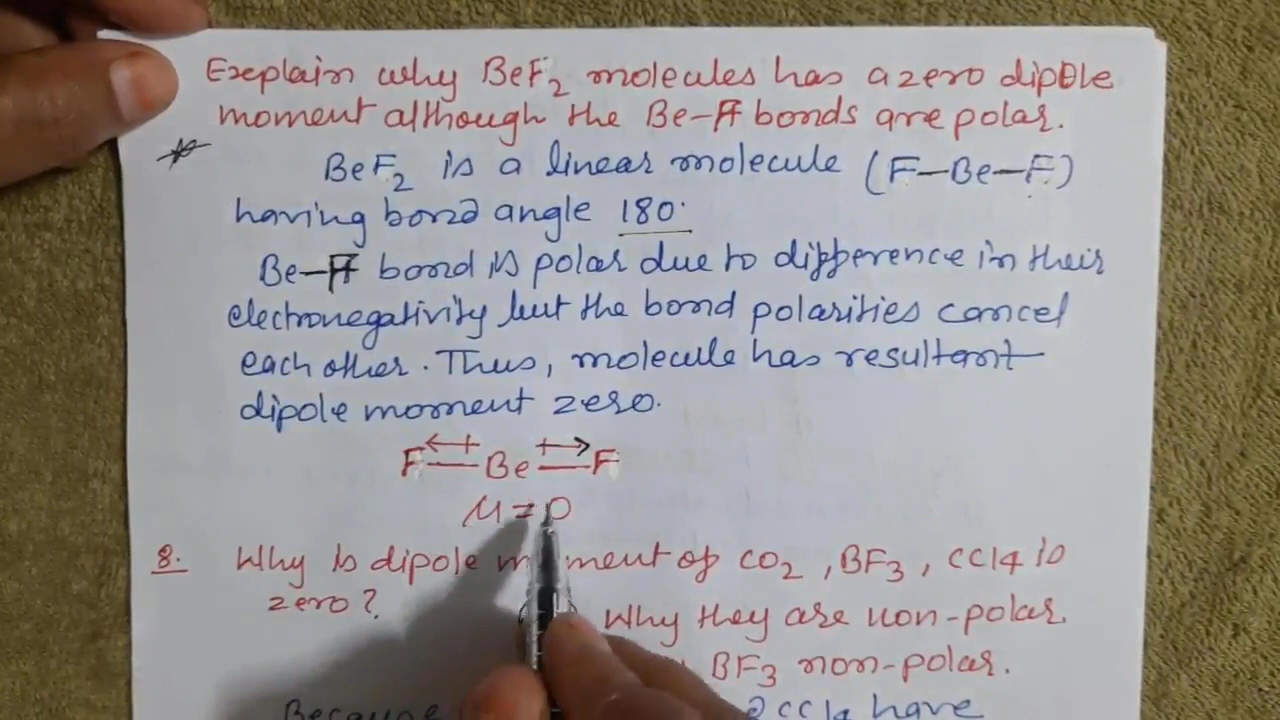 Explain why BeF2 molecules has a zero dipole
moment although the Be-F bonds are polar.
BeF2 is a linear molecule (F-Be-F)
having bond angle 180°
Be-F bond is polar due to difference in their
electronegativity but the bond polarities cancel
each other. Thus, molecule has resultant
dipole moment zero.
F Be F
μ=0
8. Why is dipole moment of CO2, BF3, CCl4 is
zero? Why they are non-polar.
BF3 non-polar.
Because CCl4 have